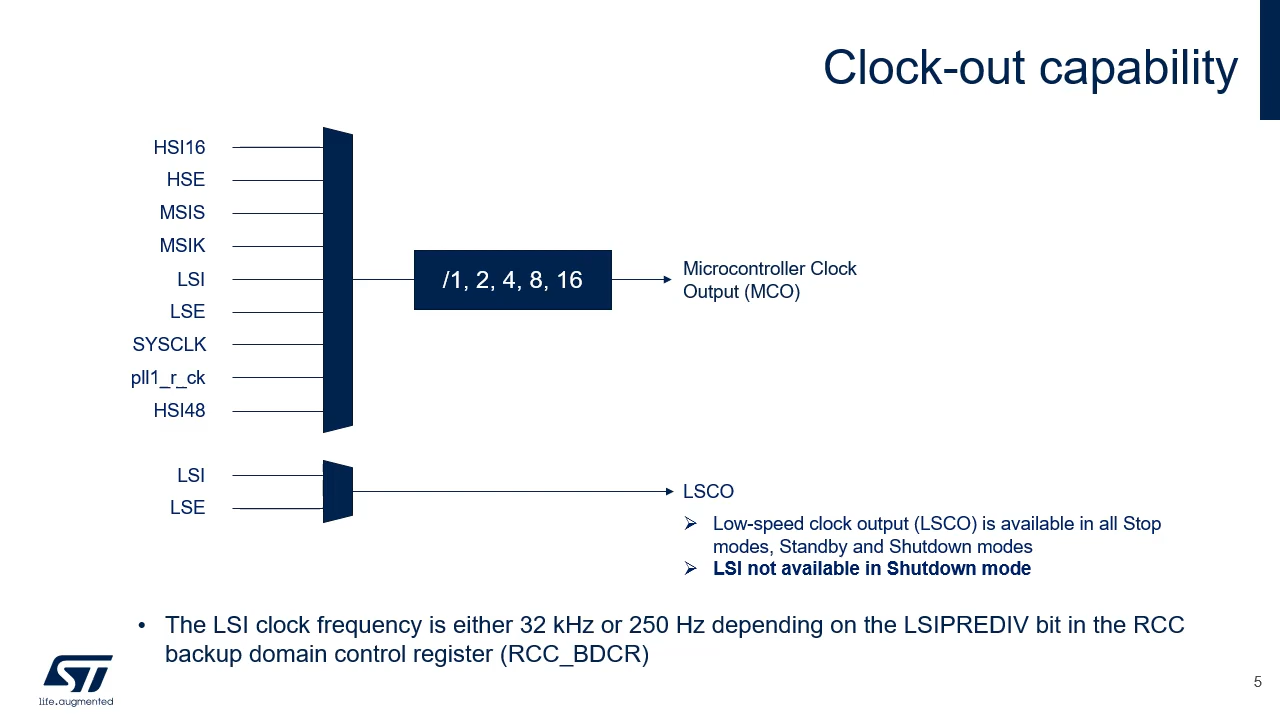 Clock-out capability
HSI16
HSE
MSIS
MSIK
LSI
LSE
SYSCLK
pll1_r_ck
HSI48
/1, 2, 4, 8, 16
Microcontroller Clock
Output (MCO)
LSI
LSE
LSCO
➢ Low-speed clock output (LSCO) is available in all Stop
modes, Standby and Shutdown modes
➢ LSI not available in Shutdown mode
• The LSI clock frequency is either 32 kHz or 250 Hz depending on the LSIPREDIV bit in the RCC
backup domain control register (RCC_BDCR)
ST
life.augmented
5